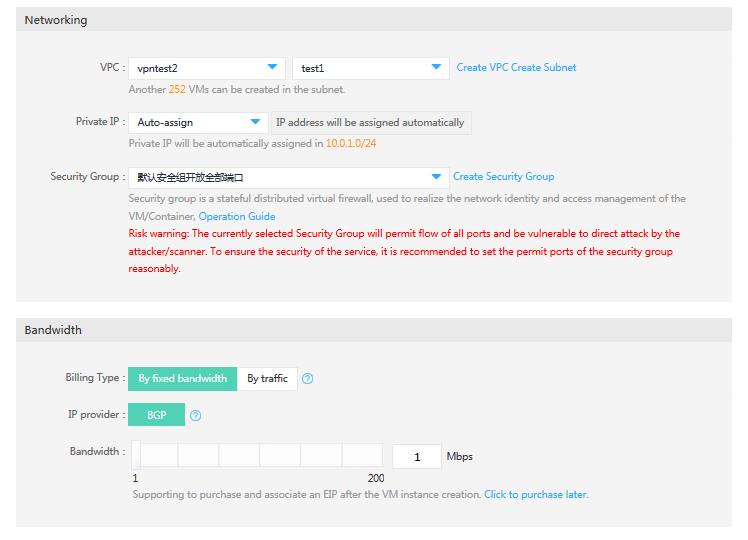 Networking
VPC : vpntest2 test1 Create VPC Create Subnet
Another 252 VMs can be created in the subnet.
Private IP : Auto-assign IP address will be assigned automatically
Private IP will be automatically assigned in 10.0.1.0/24
Security Group : 默认安全组开放全部端口 Create Security Group
Security group is a stateful distributed virtual firewall, used to realize the network identity and access management of the
VM/Container, Operation Guide
Risk warning: The currently selected Security Group will permit flow of all ports and be vulnerable to direct attack by the
attacker/scanner. To ensure the security of the service, it is recommended to set the permit ports of the security group
reasonably.
Bandwidth
Billing Type : By fixed bandwidth By traffic ?
IP provider : BGP ?
Bandwidth : 1 Mbps
1 200
Supporting to purchase and associate an EIP after the VM instance creation. Click to purchase later.